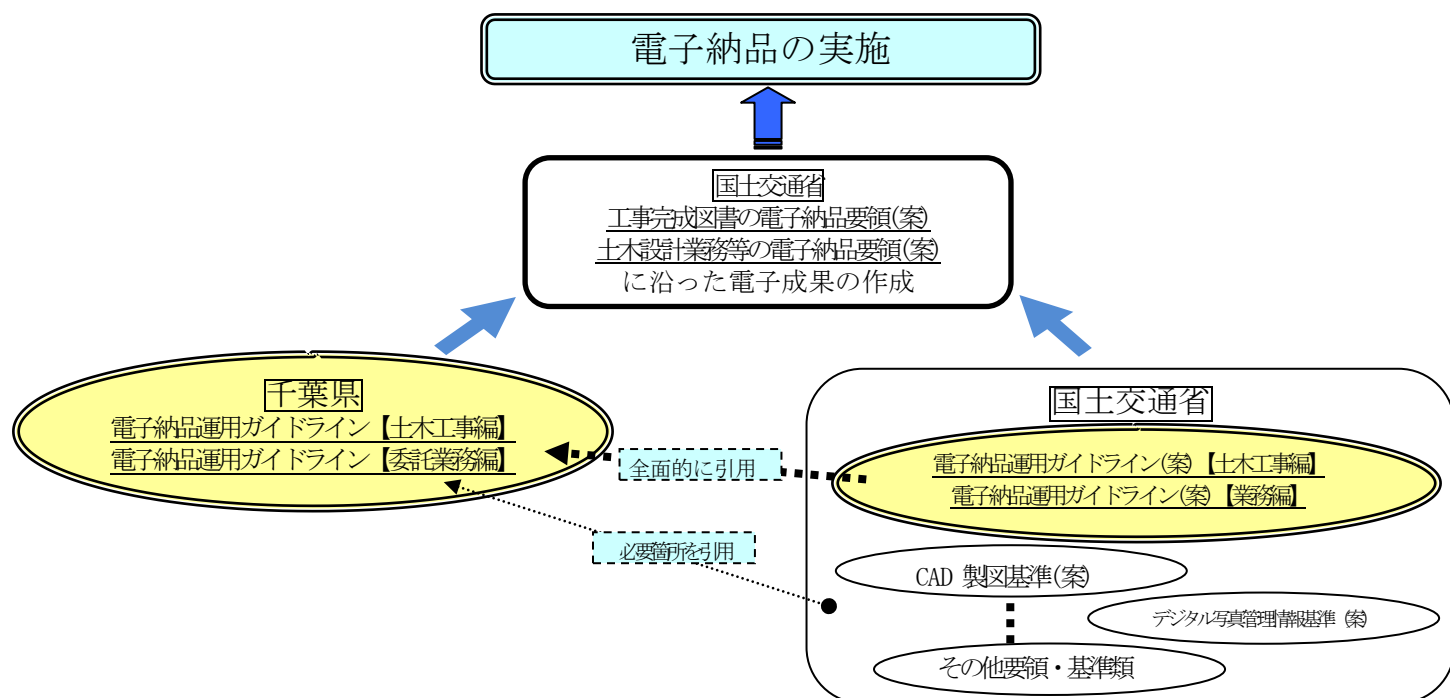 電子納品の実施
国土交通省
工事完成図書の電子納品要領(案)
土木設計業務等の電子納品要領(案)
に沿った電子成果の作成
千葉県
電子納品運用ガイドライン【土木工事編】
電子納品運用ガイドライン【委託業務編】
全面的に引用
必要箇所を引用
国土交通省
電子納品運用ガイドライン(案)【土木工事編】
電子納品運用ガイドライン(案)【業務編】
CAD 製図基準(案)
デジタル写真管理情報基準 (案)
その他要領・基準類